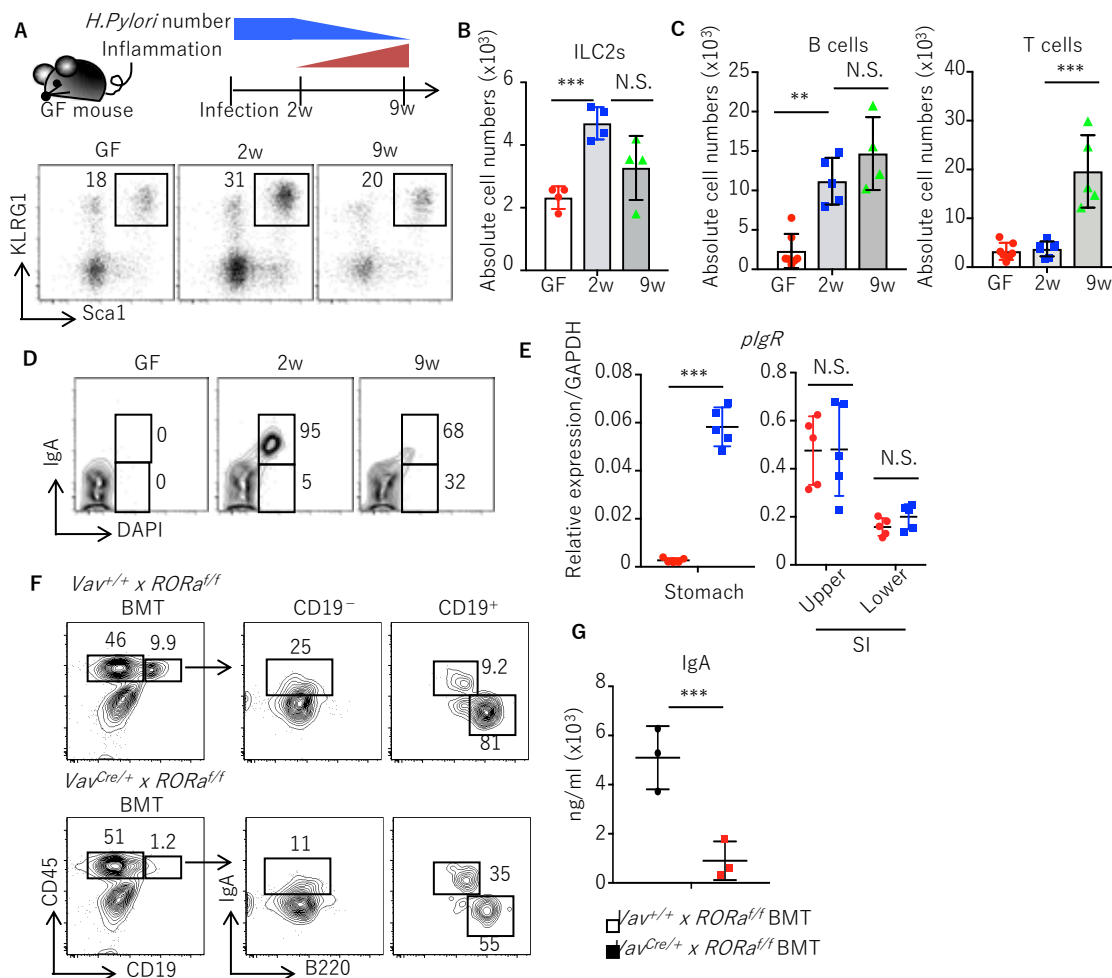 A
H.Pylori number
Inflammation
GF mouse
Infection 2w
9w
GF
2w
9w
18
31
20
KLRG1
Sca1
B
ILC2s
Absolute cell numbers (x10³)
6
4
2
0
***
N.S.
GF
2w
9w
C
B cells
Absolute cell numbers (x10³)
25
20
15
10
5
0
**
N.S.
GF
2w
9w
T cells
Absolute cell numbers (x10³)
40
30
20
10
0
***
GF
2w
9w
D
GF
2w
9w
0
0
95
5
68
32
IgA
DAPI
E
pIgR
Relative expression/GAPDH
0.08
0.06
0.04
0.02
0
***
Stomach
0.8
0.6
0.4
0.2
0
N.S.
N.S.
Upper
Lower
SI
F
Vav+/+ x RORaf/f
BMT
CD19−
CD19+
46
9.9
25
9.2
81
VavCre/+ x RORaf/f
BMT
51
1.2
11
35
55
CD45
CD19
IgA
B220
G
IgA
ng/ml (x10³)
8
6
4
2
0
***
Vav+/+ x RORaf/f BMT
VavCre/+ x RORaf/f BMT